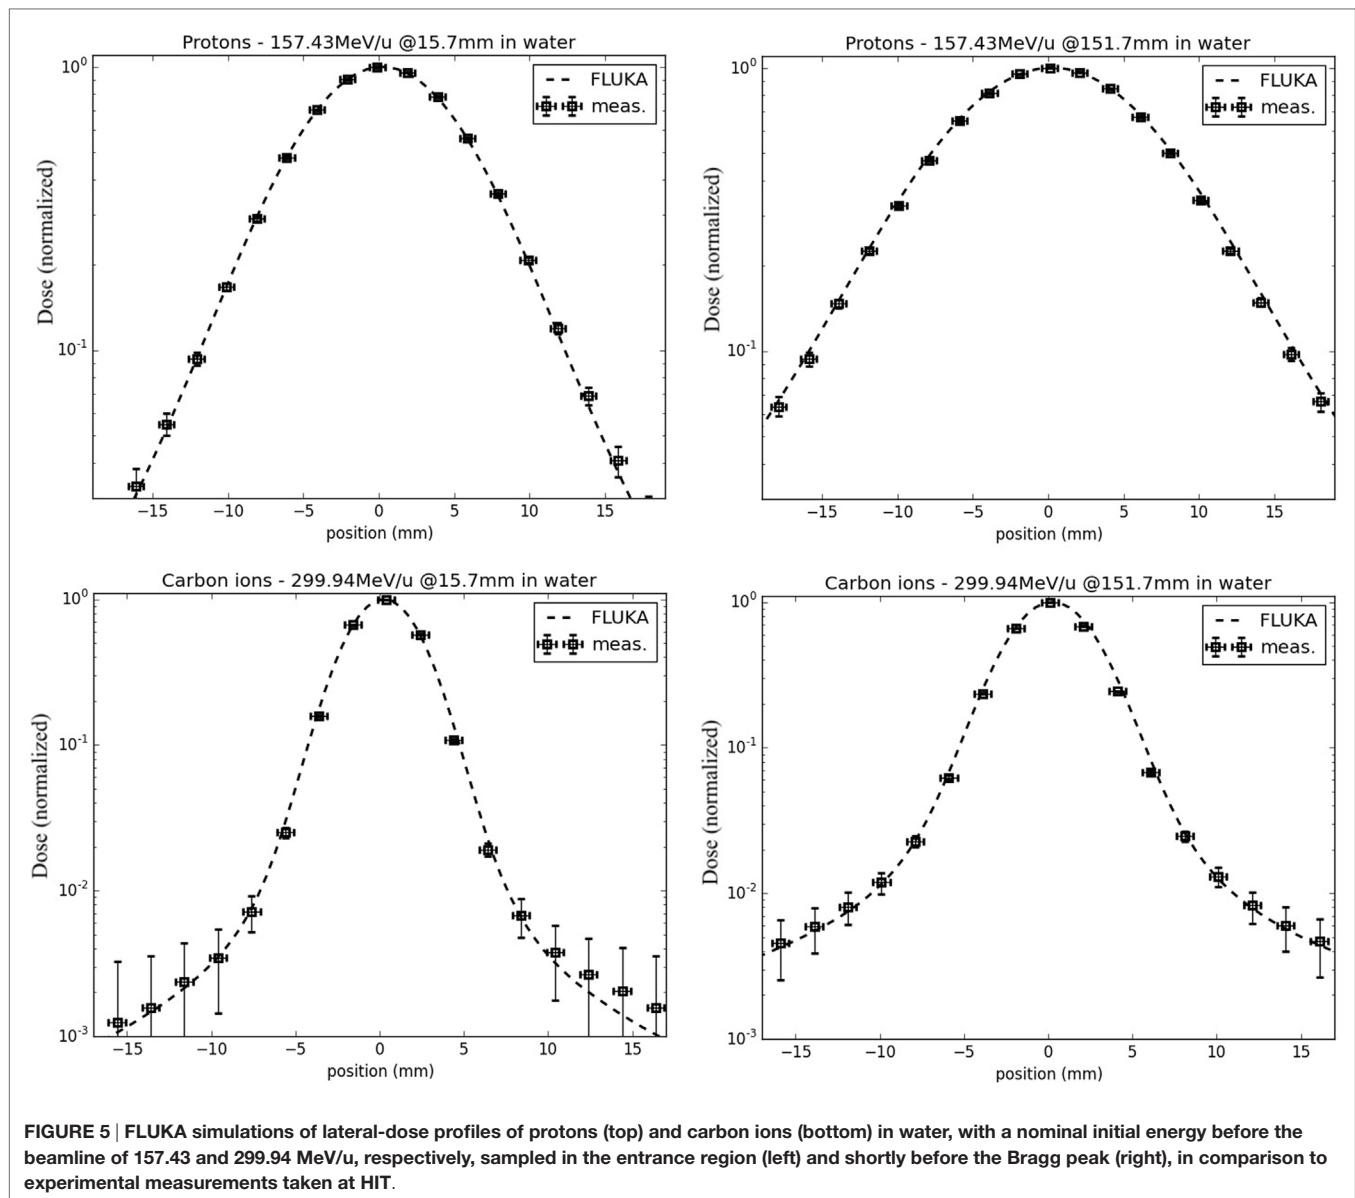 Protons - 157.43MeV/u @15.7mm in water
10⁰
10⁻¹
Dose (normalized)
FLUKA
meas.
−15 −10 −5 0 5 10 15
position (mm)
Protons - 157.43MeV/u @151.7mm in water
10⁰
10⁻¹
Dose (normalized)
FLUKA
meas.
−15 −10 −5 0 5 10 15
position (mm)
Carbon ions - 299.94MeV/u @15.7mm in water
10⁰
10⁻¹
10⁻²
10⁻³
Dose (normalized)
FLUKA
meas.
−15 −10 −5 0 5 10 15
position (mm)
Carbon ions - 299.94MeV/u @151.7mm in water
10⁰
10⁻¹
10⁻²
10⁻³
Dose (normalized)
FLUKA
meas.
−15 −10 −5 0 5 10 15
position (mm)
FIGURE 5 | FLUKA simulations of lateral-dose profiles of protons (top) and carbon ions (bottom) in water, with a nominal initial energy before the
beamline of 157.43 and 299.94 MeV/u, respectively, sampled in the entrance region (left) and shortly before the Bragg peak (right), in comparison to
experimental measurements taken at HIT.